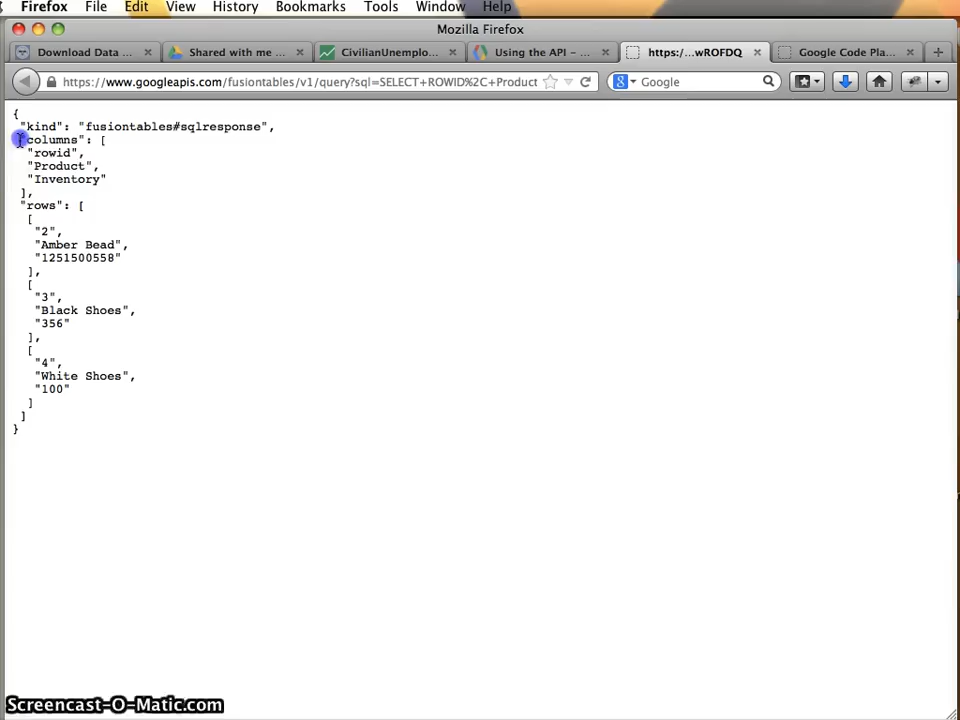 Firefox File Edit View History Bookmarks Tools Window Help
Mozilla Firefox
Download Data ... Shared with me ... CivilianUnemplo... Using the API – ... https:/...wROFDQ Google Code Pla...
https://www.googleapis.com/fusiontables/v1/query?sql=SELECT+ROWID%2C+Product Google
{
"kind": "fusiontables#sqlresponse",
"columns": [
"rowid",
"Product",
"Inventory"
],
"rows": [
[
"2",
"Amber Bead",
"1251500558"
],
[
"3",
"Black Shoes",
"356"
],
[
"4",
"White Shoes",
"100"
]
]
}
Screencast-O-Matic.com